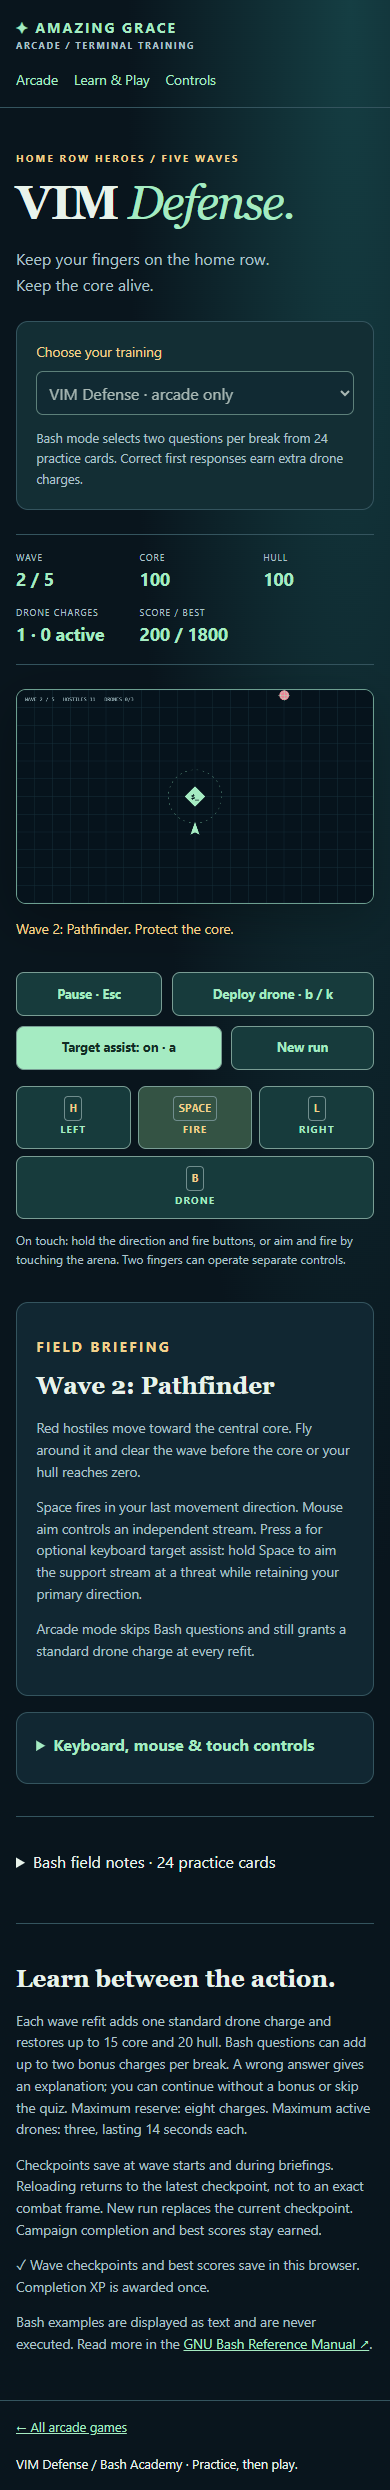 ✦ AMAZING GRACE
ARCADE / TERMINAL TRAINING
Arcade Learn & Play Controls
HOME ROW HEROES / FIVE WAVES
VIM Defense.
Keep your fingers on the home row.
Keep the core alive.
Choose your training
VIM Defense · arcade only
Bash mode selects two questions per break from 24
practice cards. Correct first responses earn extra drone
charges.
WAVE CORE HULL
2 / 5 100 100
DRONE CHARGES SCORE / BEST
1 · 0 active 200 / 1800
WAVE 2 / 5 HOSTILES 11 DRONES 0/3
$_
Wave 2: Pathfinder. Protect the core.
Pause · Esc Deploy drone · b / k
Target assist: on · a New run
H SPACE L
LEFT FIRE RIGHT
B
DRONE
On touch: hold the direction and fire buttons, or aim and fire by
touching the arena. Two fingers can operate separate controls.
FIELD BRIEFING
Wave 2: Pathfinder
Red hostiles move toward the central core. Fly
around it and clear the wave before the core or your
hull reaches zero.
Space fires in your last movement direction. Mouse
aim controls an independent stream. Press a for
optional keyboard target assist: hold Space to aim
the support stream at a threat while retaining your
primary direction.
Arcade mode skips Bash questions and still grants a
standard drone charge at every refit.
▶ Keyboard, mouse & touch controls
▶ Bash field notes · 24 practice cards
Learn between the action.
Each wave refit adds one standard drone charge and
restores up to 15 core and 20 hull. Bash questions can add
up to two bonus charges per break. A wrong answer gives
an explanation; you can continue without a bonus or skip
the quiz. Maximum reserve: eight charges. Maximum active
drones: three, lasting 14 seconds each.
Checkpoints save at wave starts and during briefings.
Reloading returns to the latest checkpoint, not to an exact
combat frame. New run replaces the current checkpoint.
Campaign completion and best scores stay earned.
✓ Wave checkpoints and best scores save in this browser.
Completion XP is awarded once.
Bash examples are displayed as text and are never
executed. Read more in the GNU Bash Reference Manual ↗.
← All arcade games
VIM Defense / Bash Academy · Practice, then play.